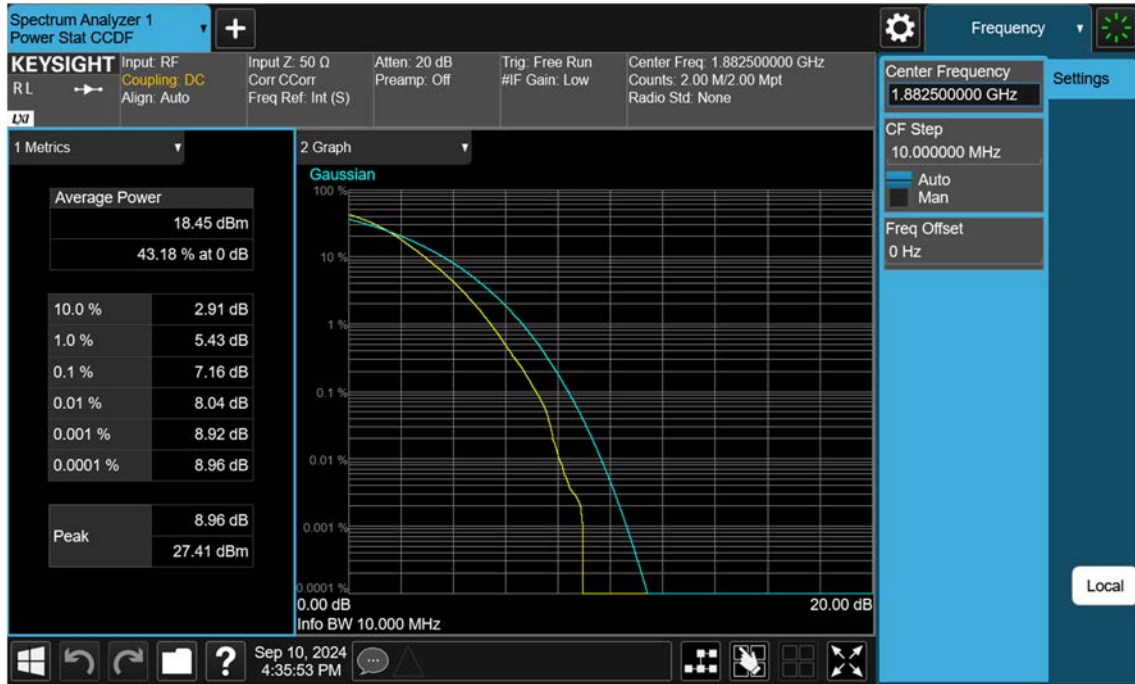 Spectrum Analyzer 1
Power Stat CCDF
Frequency
KEYSIGHT
R L
LXI
Input: RF
Coupling: DC
Align: Auto
Input Z: 50 Ω
Corr CCorr
Freq Ref: Int (S)
Atten: 20 dB
Preamp: Off
Trig: Free Run
#IF Gain: Low
Center Freq: 1.882500000 GHz
Counts: 2.00 M/2.00 Mpt
Radio Std: None
Center Frequency
1.882500000 GHz
Settings
CF Step
10.000000 MHz
Auto
Man
Freq Offset
0 Hz
1 Metrics
Average Power
18.45 dBm
43.18 % at 0 dB
10.0 % 2.91 dB
1.0 % 5.43 dB
0.1 % 7.16 dB
0.01 % 8.04 dB
0.001 % 8.92 dB
0.0001 % 8.96 dB
Peak
8.96 dB
27.41 dBm
2 Graph
Gaussian
100 %
10 %
1 %
0.1 %
0.01 %
0.001 %
0.0001 %
0.00 dB 20.00 dB
Info BW 10.000 MHz
Local
?
Sep 10, 2024
4:35:53 PM